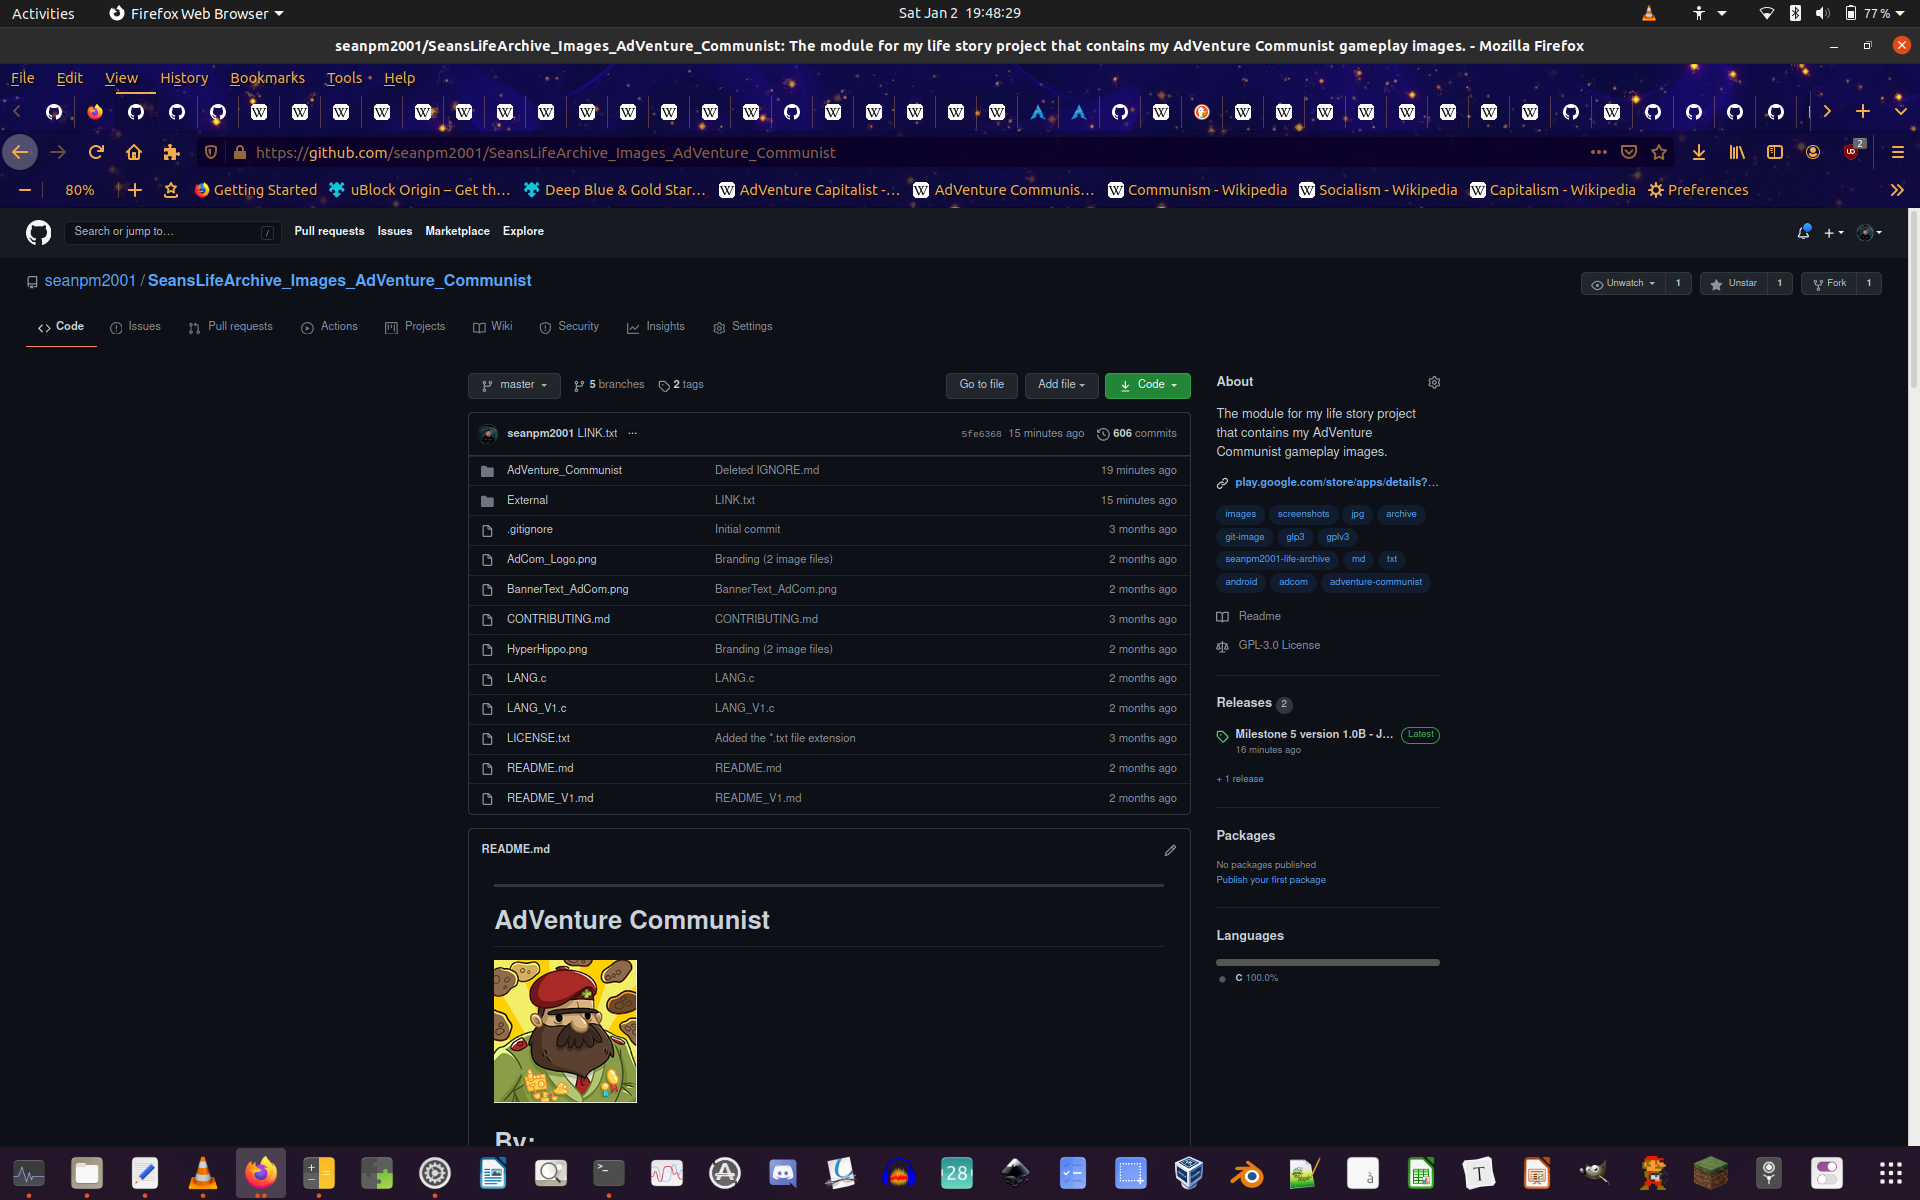 Activities
Firefox Web Browser
Sat Jan 2 19:48:29
77%
seanpm2001/SeansLifeArchive_Images_AdVenture_Communist: The module for my life story project that contains my AdVenture Communist gameplay images. - Mozilla Firefox
File Edit View History Bookmarks Tools Help
https://github.com/seanpm2001/SeansLifeArchive_Images_AdVenture_Communist
2
80%
Getting Started
uBlock Origin – Get th…
Deep Blue & Gold Star…
AdVenture Capitalist -…
AdVenture Communis…
Communism - Wikipedia
Socialism - Wikipedia
Capitalism - Wikipedia
Preferences
Search or jump to…
/
Pull requests Issues Marketplace Explore
seanpm2001 / SeansLifeArchive_Images_AdVenture_Communist
Unwatch 1
Unstar 1
Fork 1
Code
Issues
Pull requests
Actions
Projects
Wiki
Security
Insights
Settings
master
5 branches
2 tags
Go to file
Add file
Code
seanpm2001 LINK.txt ...
5fe6368 15 minutes ago 606 commits
AdVenture_Communist Deleted IGNORE.md 19 minutes ago
External LINK.txt 15 minutes ago
.gitignore Initial commit 3 months ago
AdCom_Logo.png Branding (2 image files) 2 months ago
BannerText_AdCom.png BannerText_AdCom.png 2 months ago
CONTRIBUTING.md CONTRIBUTING.md 3 months ago
HyperHippo.png Branding (2 image files) 2 months ago
LANG.c LANG.c 2 months ago
LANG_V1.c LANG_V1.c 2 months ago
LICENSE.txt Added the *.txt file extension 3 months ago
README.md README.md 2 months ago
README_V1.md README_V1.md 2 months ago
README.md
AdVenture Communist
By:
About
The module for my life story project
that contains my AdVenture
Communist gameplay images.
play.google.com/store/apps/details?…
images screenshots jpg archive
git-image glp3 gplv3
seanpm2001-life-archive md txt
android adcom adventure-communist
Readme
GPL-3.0 License
Releases 2
Milestone 5 version 1.0B - J… Latest
16 minutes ago
+ 1 release
Packages
No packages published
Publish your first package
Languages
C 100.0%
28